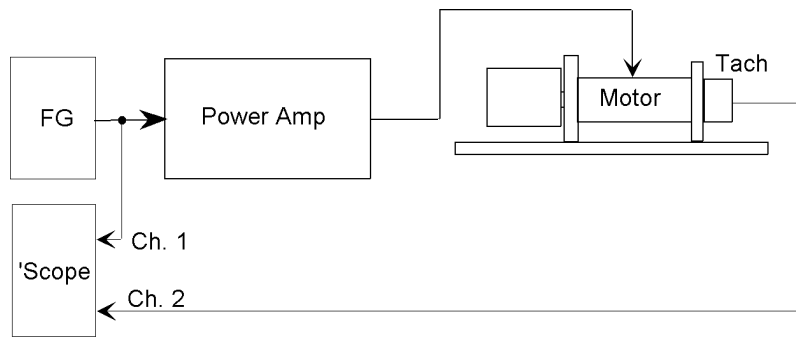 FG
Power Amp
Motor
Tach
'Scope
Ch. 1
Ch. 2